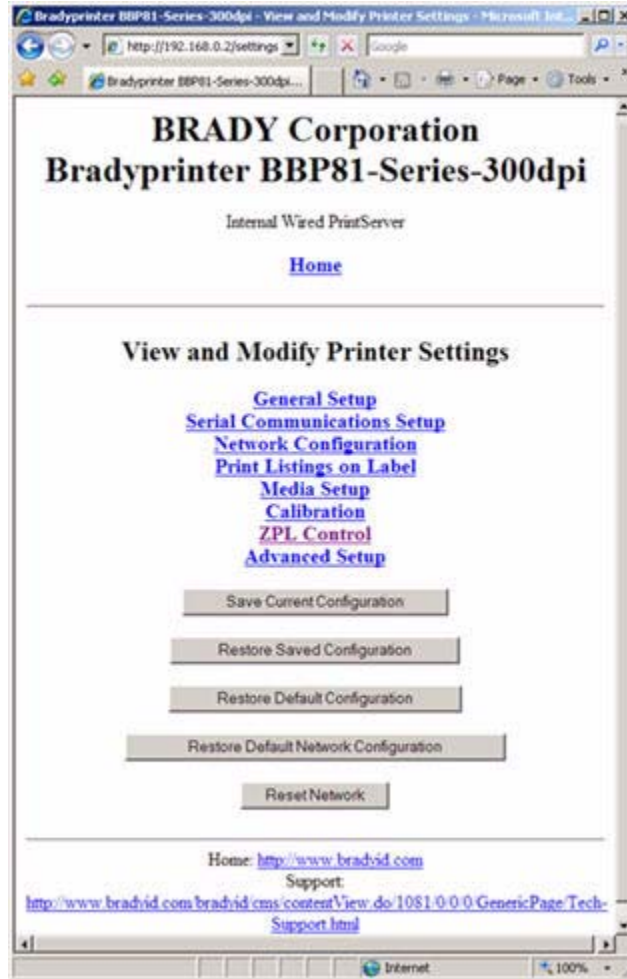 Bradyprinter BBP81-Series-300dpi - View and Modify Printer Settings - Microsoft Int...
http://192.168.0.2/settings
Google
Bradyprinter BBP81-Series-300dpi...
Page
Tools
BRADY Corporation
Bradyprinter BBP81-Series-300dpi
Internal Wired PrintServer
Home
View and Modify Printer Settings
General Setup
Serial Communications Setup
Network Configuration
Print Listings on Label
Media Setup
Calibration
ZPL Control
Advanced Setup
Save Current Configuration
Restore Saved Configuration
Restore Default Configuration
Restore Default Network Configuration
Reset Network
Home: http://www.bradyid.com
Support:
http://www.bradyid.com/bradyid/cms/contentView.do/1081/0/0/0/GenericPage/Tech-
Support.html
Internet
100%